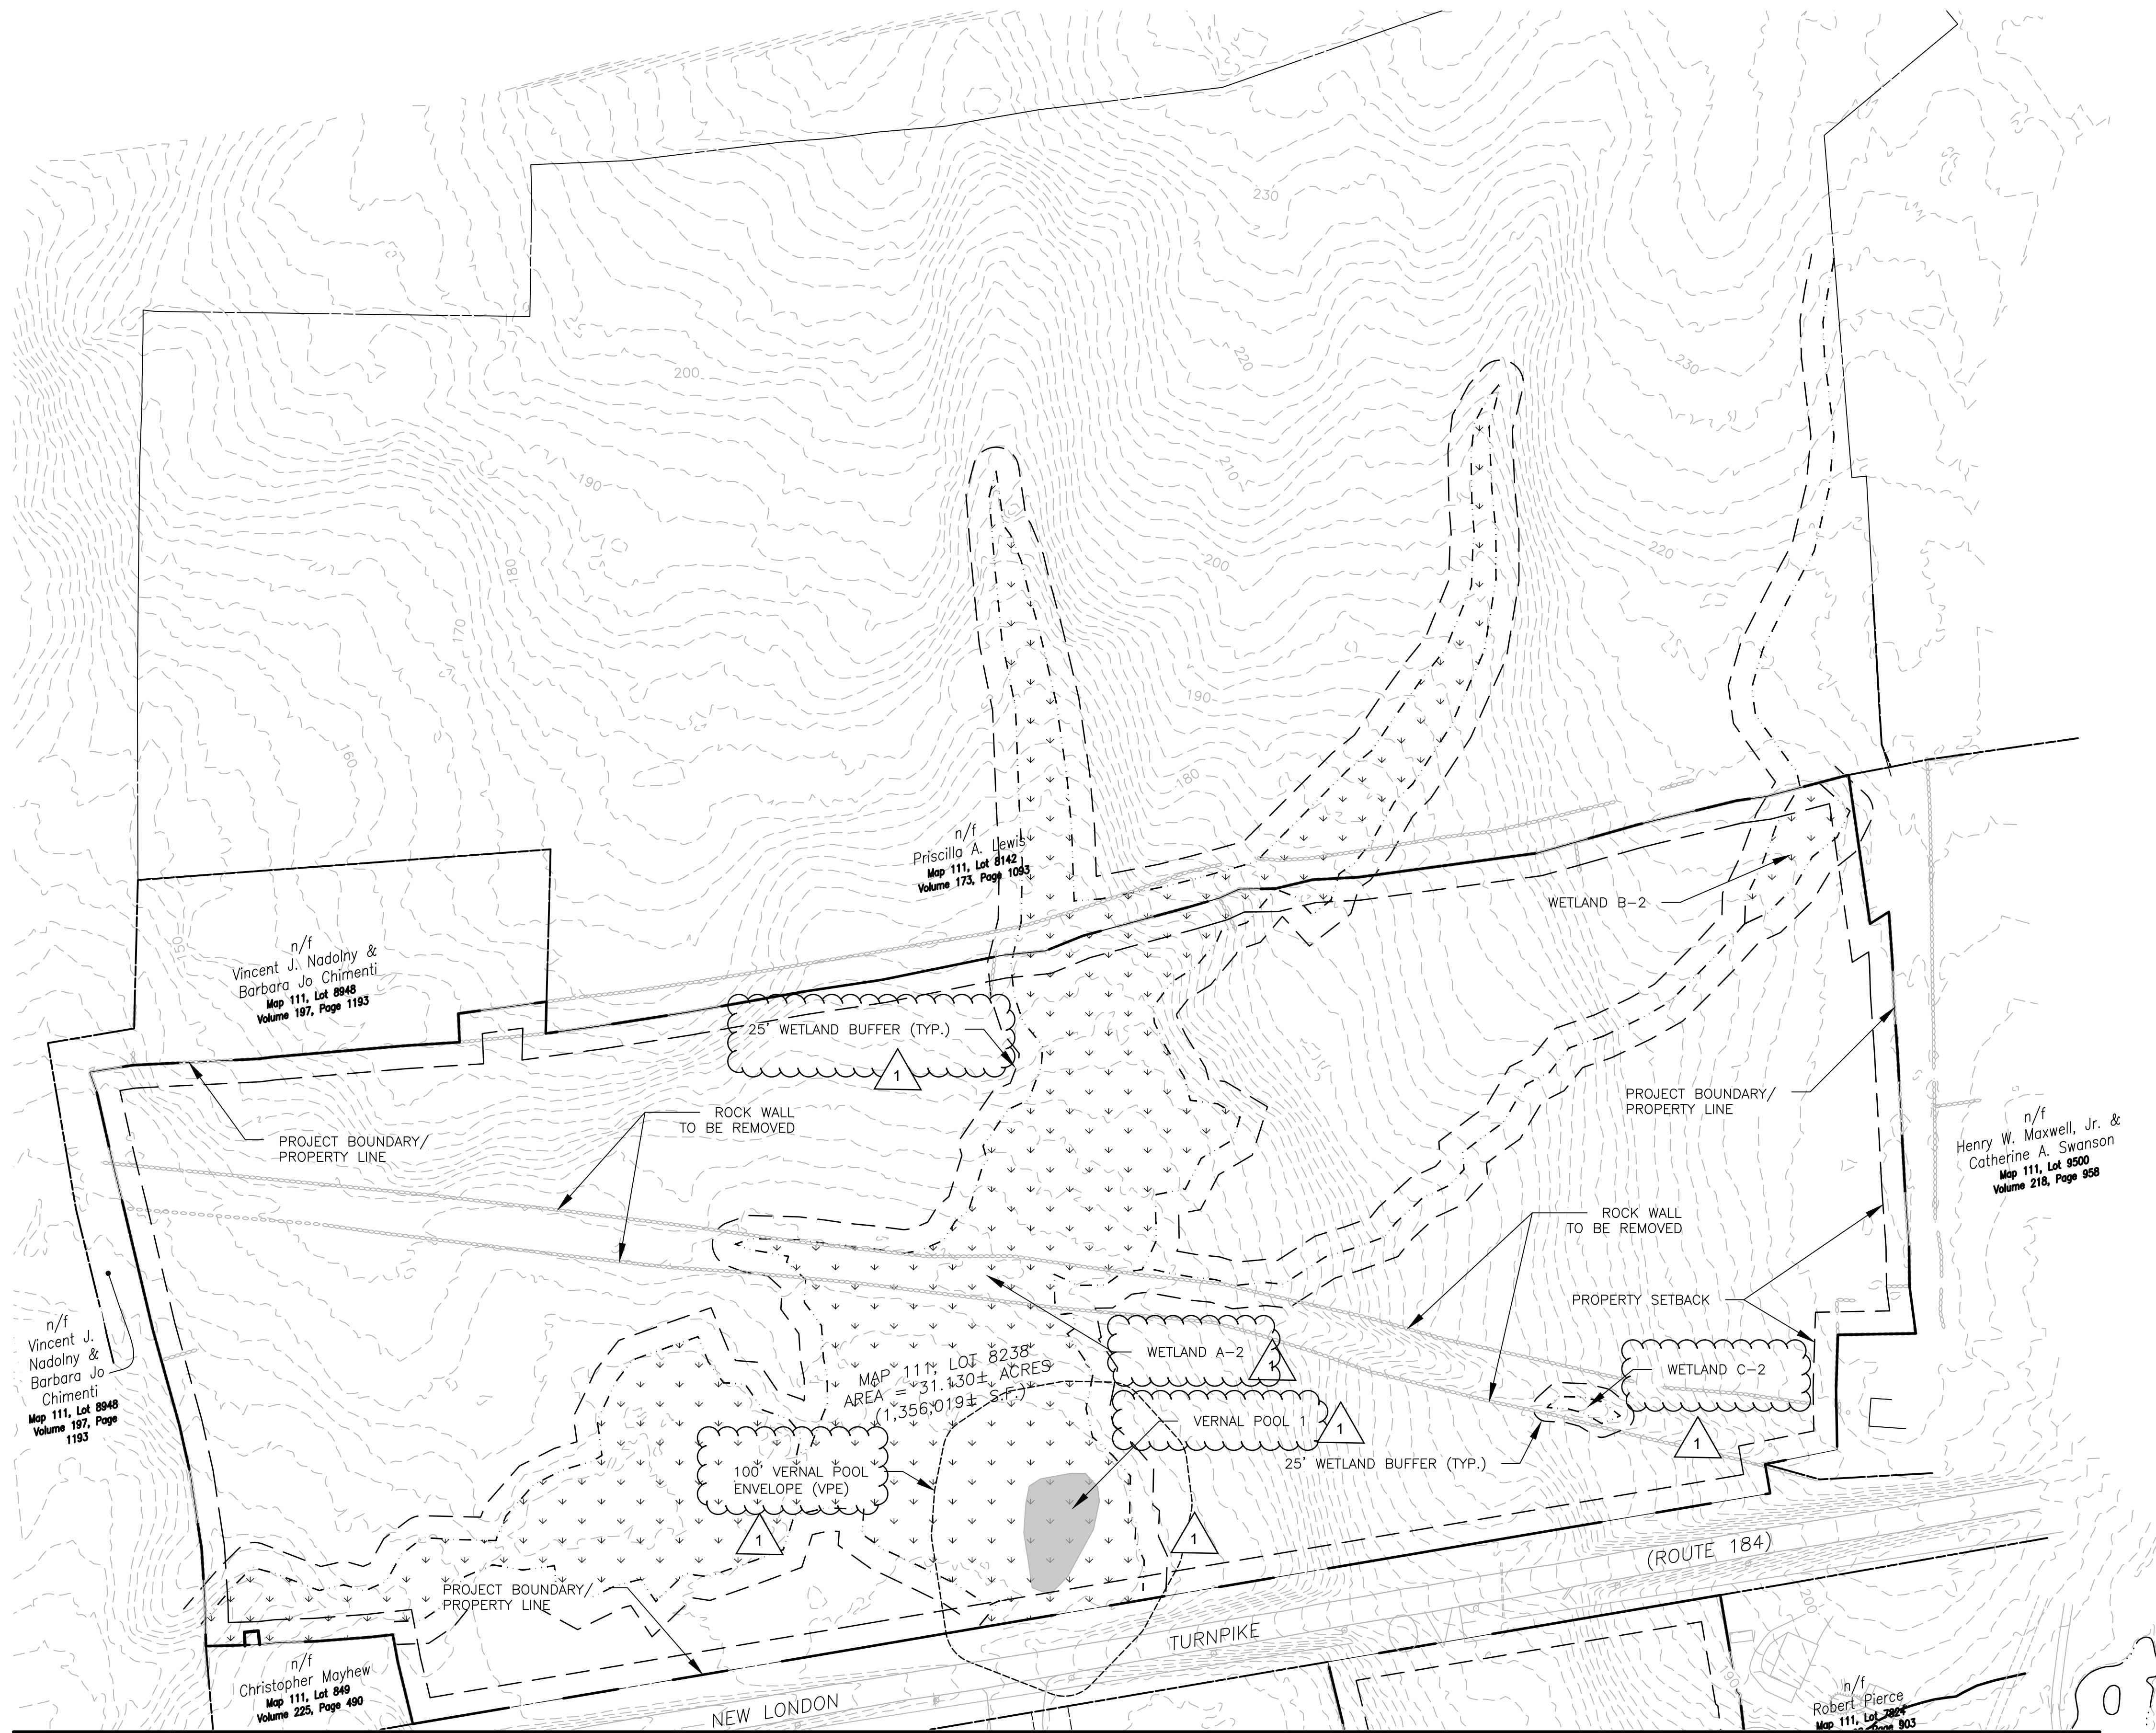 230
200
220
230
190
210
180
200
220
170
190
160
180
n/f
Priscilla A. Lewis
Map 111, Lot 8142
Volume 173, Page 1093
WETLAND B-2
n/f
Vincent J. Nadolny &
Barbara Jo Chimenti
Map 111, Lot 8948
Volume 197, Page 1193
25' WETLAND BUFFER (TYP.)
1
PROJECT BOUNDARY/
PROPERTY LINE
ROCK WALL
TO BE REMOVED
PROJECT BOUNDARY/
PROPERTY LINE
n/f
Henry W. Maxwell, Jr. &
Catherine A. Swanson
Map 111, Lot 9500
Volume 218, Page 958
ROCK WALL
TO BE REMOVED
PROPERTY SETBACK
n/f
Vincent J.
Nadolny &
Barbara Jo
Chimenti
Map 111, Lot 8948
Volume 197, Page
1193
MAP 111, LOT 8238
AREA = 31.130± ACRES
(1,356,019± S.F.)
WETLAND A-2
1
WETLAND C-2
1
VERNAL POOL 1
1
25' WETLAND BUFFER (TYP.)
100' VERNAL POOL
ENVELOPE (VPE)
1
1
PROJECT BOUNDARY/
PROPERTY LINE
(ROUTE 184)
TURNPIKE
NEW LONDON
200
190
n/f
Christopher Mayhew
Map 111, Lot 849
Volume 225, Page 490
n/f
Robert Pierce
Map 111, Lot 7824
Page 903